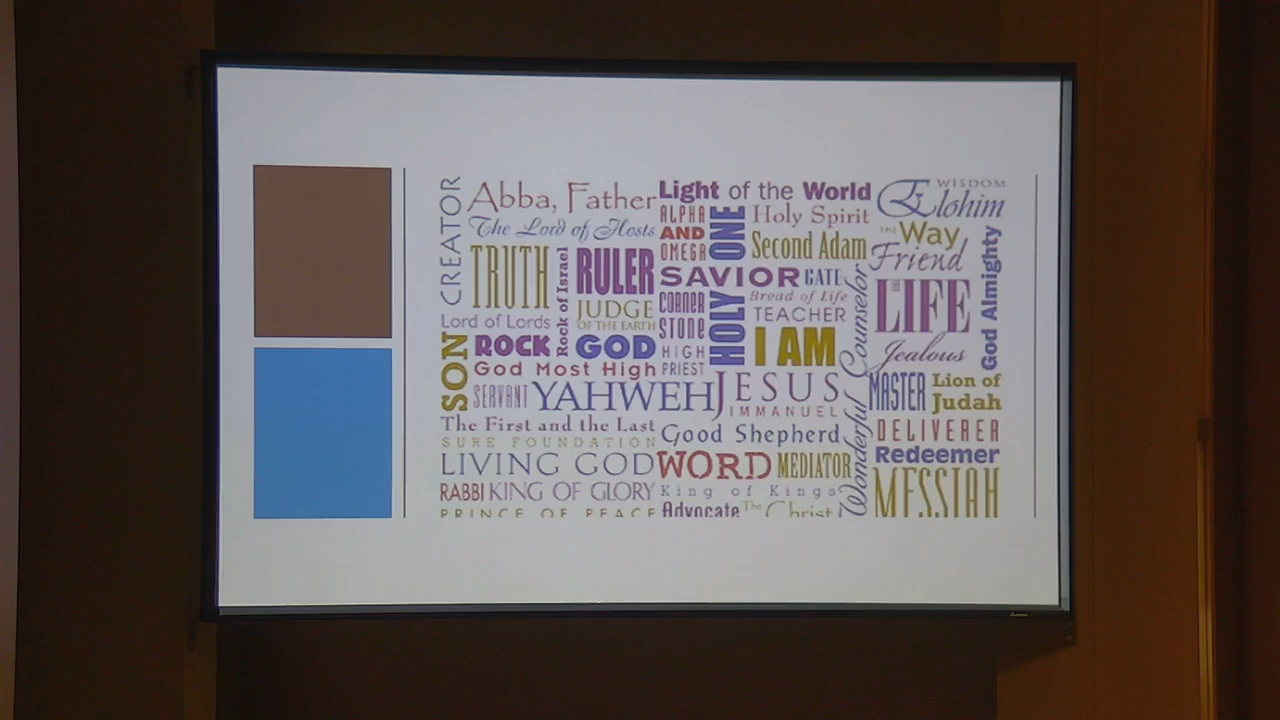 CREATOR
Abba, Father
The Lord of Hosts
TRUTH
Rock of Israel
RULER
JUDGE
OF THE EARTH
Lord of Lords
SON
ROCK
GOD
God Most High
SERVANT
YAHWEH
The First and the Last
SURE FOUNDATION
LIVING GOD
RABBI
KING OF GLORY
PRINCE OF PEACE
Light of the World
ALPHA
AND
OMEGA
HOLY ONE
Holy Spirit
Second Adam
SAVIOR
GATE
CORNER
STONE
Bread of Life
TEACHER
HIGH
PRIEST
I AM
JESUS
IMMANUEL
Good Shepherd
WORD
MEDIATOR
King of Kings
Advocate
The Christ
Wonderful Counselor
WISDOM
Elohim
THE Way
Friend
God Almighty
LIFE
Jealous
MASTER
Lion of
Judah
DELIVERER
Redeemer
MESSIAH